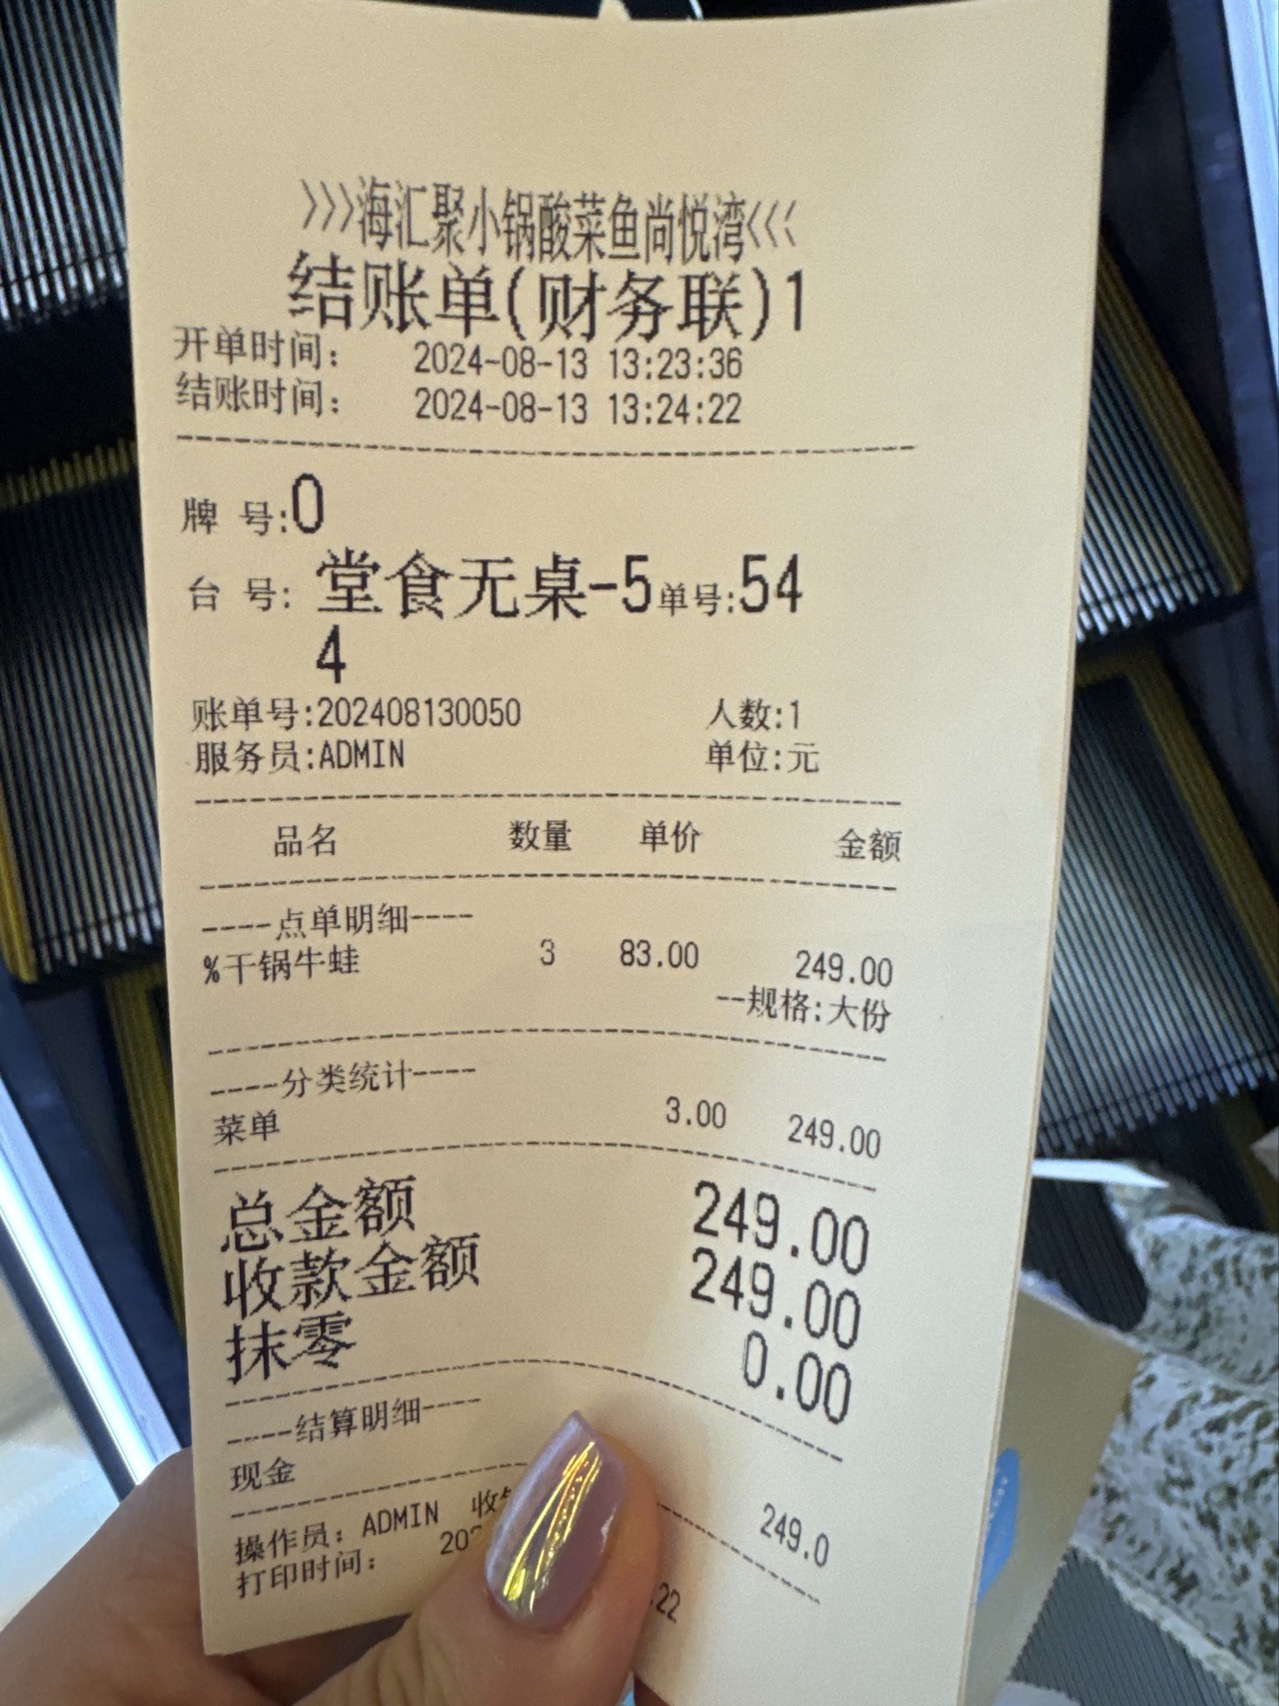 >>>海汇聚小锅酸菜鱼尚悦湾<<<
结账单(财务联)1
开单时间: 2024-08-13 13:23:36
结账时间: 2024-08-13 13:24:22
牌 号:0
台 号: 堂食无桌-5 单号:54
4
账单号:202408130050 人数:1
服务员:ADMIN 单位:元
品名 数量 单价 金额
----点单明细----
%干锅牛蛙 3 83.00 249.00
--规格:大份
----分类统计----
菜单 3.00 249.00
总金额 249.00
收款金额 249.00
抹零 0.00
----结算明细----
现金 249.0
操作员: ADMIN 收
打印时间: 202 :22